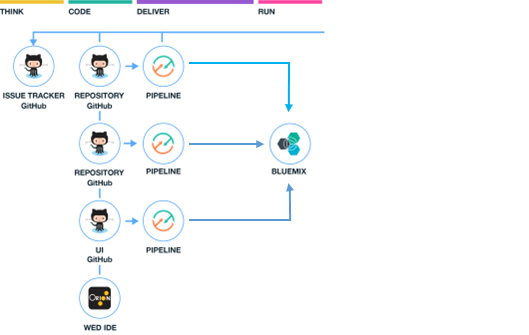 THINK CODE DELIVER RUN
ISSUE TRACKER
GitHub
REPOSITORY
GitHub
PIPELINE
REPOSITORY
GitHub
PIPELINE
BLUEMIX
UI
GitHub
PIPELINE
ORION
WED IDE